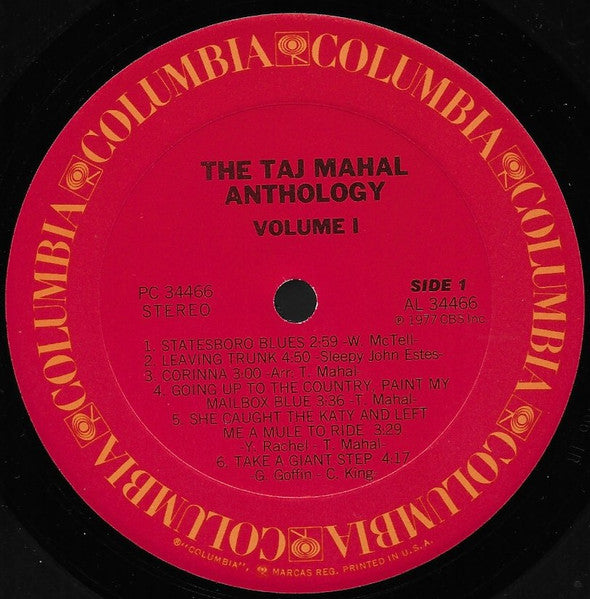 COLUMBIA COLUMBIA COLUMBIA COLUMBIA COLUMBIA COLUMBIA
THE TAJ MAHAL
ANTHOLOGY
VOLUME I
PC 34466
STEREO
SIDE 1
AL 34466
℗ 1977 CBS Inc.
1. STATESBORO BLUES 2:59 -W. McTell-
2. LEAVING TRUNK 4:50 -Sleepy John Estes-
3. CORINNA 3:00 -Arr. T. Mahal-
4. GOING UP TO THE COUNTRY, PAINT MY
MAILBOX BLUE 3:36 -T. Mahal-
5. SHE CAUGHT THE KATY AND LEFT
ME A MULE TO RIDE 3:29
Y. Rachel - T. Mahal-
6. TAKE A GIANT STEP 4:17
-G. Goffin - C. King-
®"COLUMBIA", MARCAS REG. PRINTED IN U.S.A.